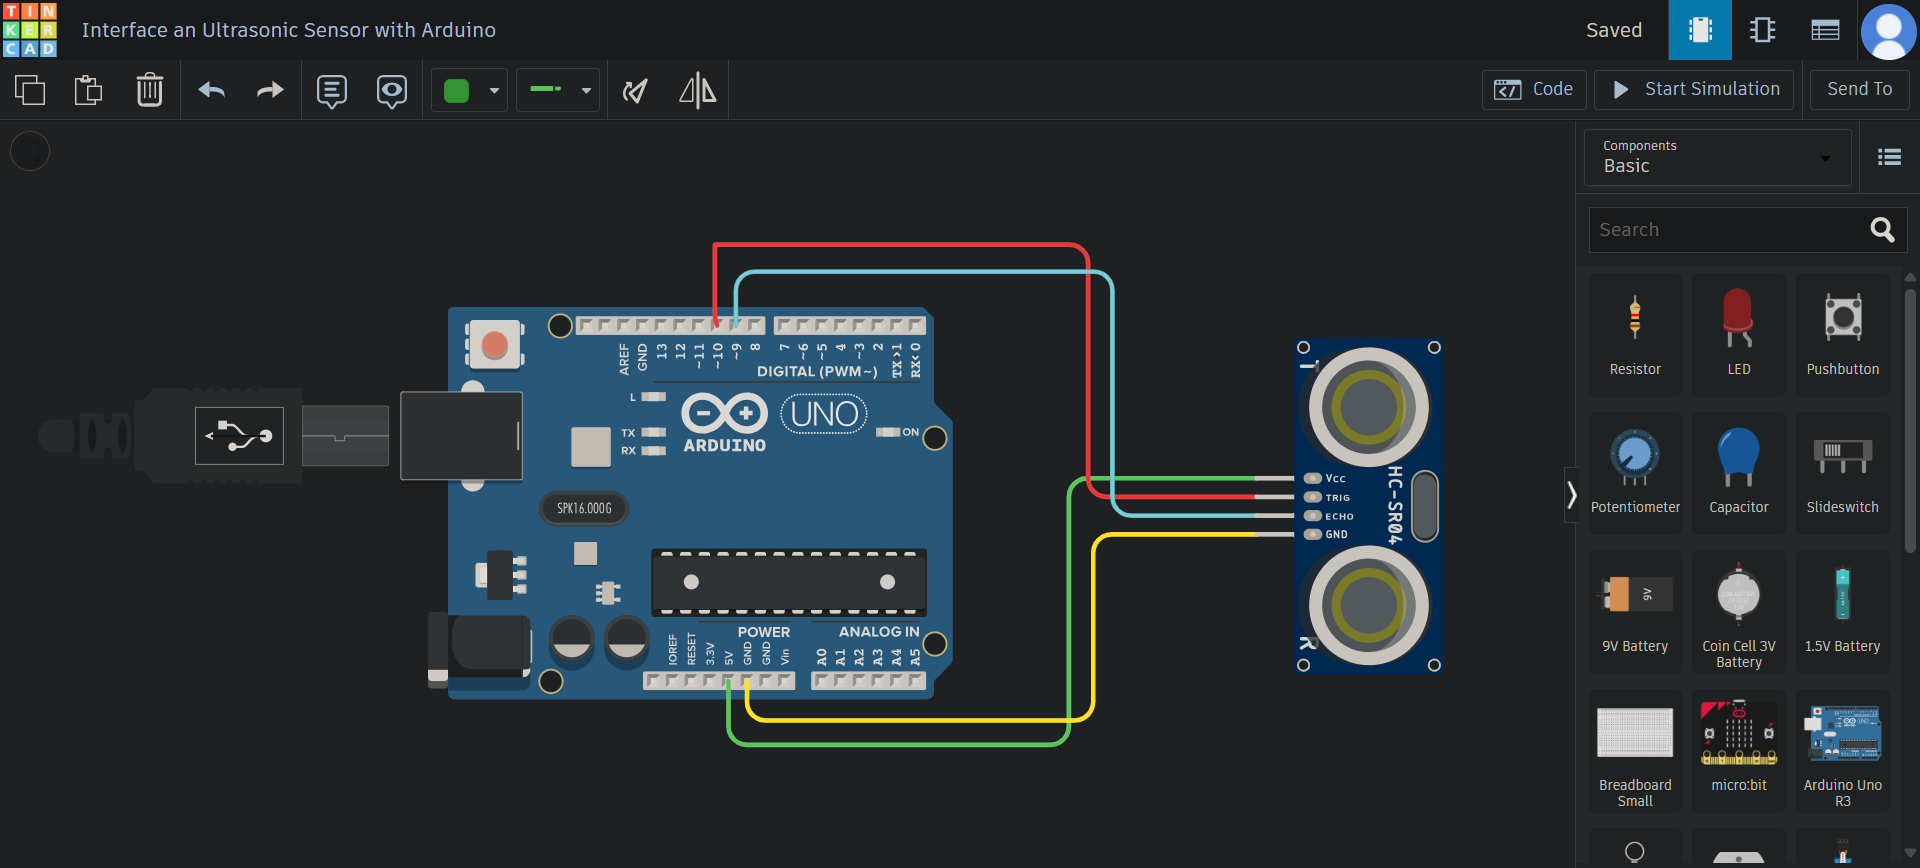 TIN
KER
CAD
Interface an Ultrasonic Sensor with Arduino
Saved
Code
Start Simulation
Send To
Components
Basic
Search
Resistor
LED
Pushbutton
Potentiometer
Capacitor
Slideswitch
9V
9V Battery
Coin Cell 3V
Battery
1.5V Battery
Breadboard
Small
micro:bit
Arduino Uno
R3
AREF
GND
13
12
~11
~10
~9
8
7
~6
~5
4
~3
2
TX>1
RX<0
DIGITAL (PWM~)
L
TX
RX
ARDUINO
UNO
ON
SPK16.000G
POWER
ANALOG IN
IOREF
RESET
3.3V
5V
GND
GND
Vin
A0
A1
A2
A3
A4
A5
T
VCC
TRIG
ECHO
GND
HC-SR04
R